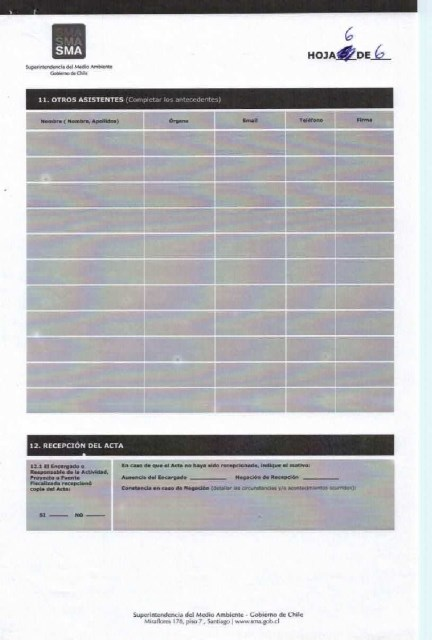 SMA
SMA
SMA
Superintendencia del Medio Ambiente
Gobierno de Chile
6
HOJA DE 6
11. OTROS ASISTENTES (Completar los antecedentes)
Nombre ( Nombre, Apellidos) Órgano Email Teléfono Firma
12. RECEPCIÓN DEL ACTA
12.1 El Encargado o
Responsable de la Actividad,
Proyecto o Fuente
Fiscalizada recepcionó
copia del Acta:
SI NO
En caso de que el Acta no haya sido recepcionada, indique el motivo:
Ausencia del Encargado Negación de Recepción
Constancia en caso de Negación (detallar las circunstancias y/o acontecimientos ocurridos):
Superintendencia del Medio Ambiente - Gobierno de Chile
Miraflores 178, piso 7, Santiago | www.sma.gob.cl